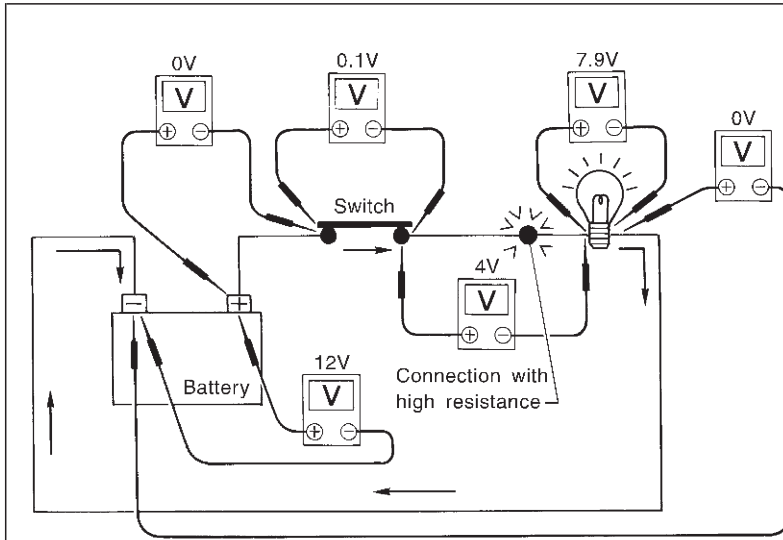 0V
V
+ −
0.1V
V
+ −
7.9V
V
+ −
0V
V
+ −
Switch
4V
V
+ −
− +
Battery
12V
V
+ −
Connection with
high resistance